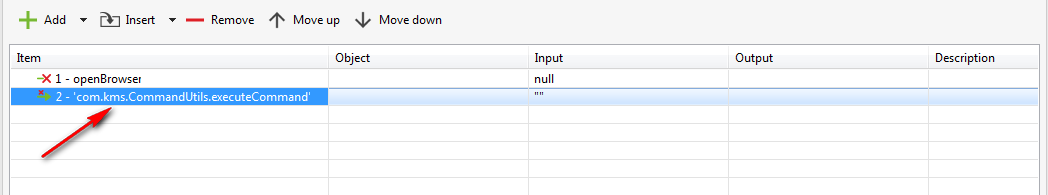 Add Insert Remove Move up Move down
Item Object Input Output Description
1 - openBrowser null
2 - 'com.kms.CommandUtils.executeCommand' ""